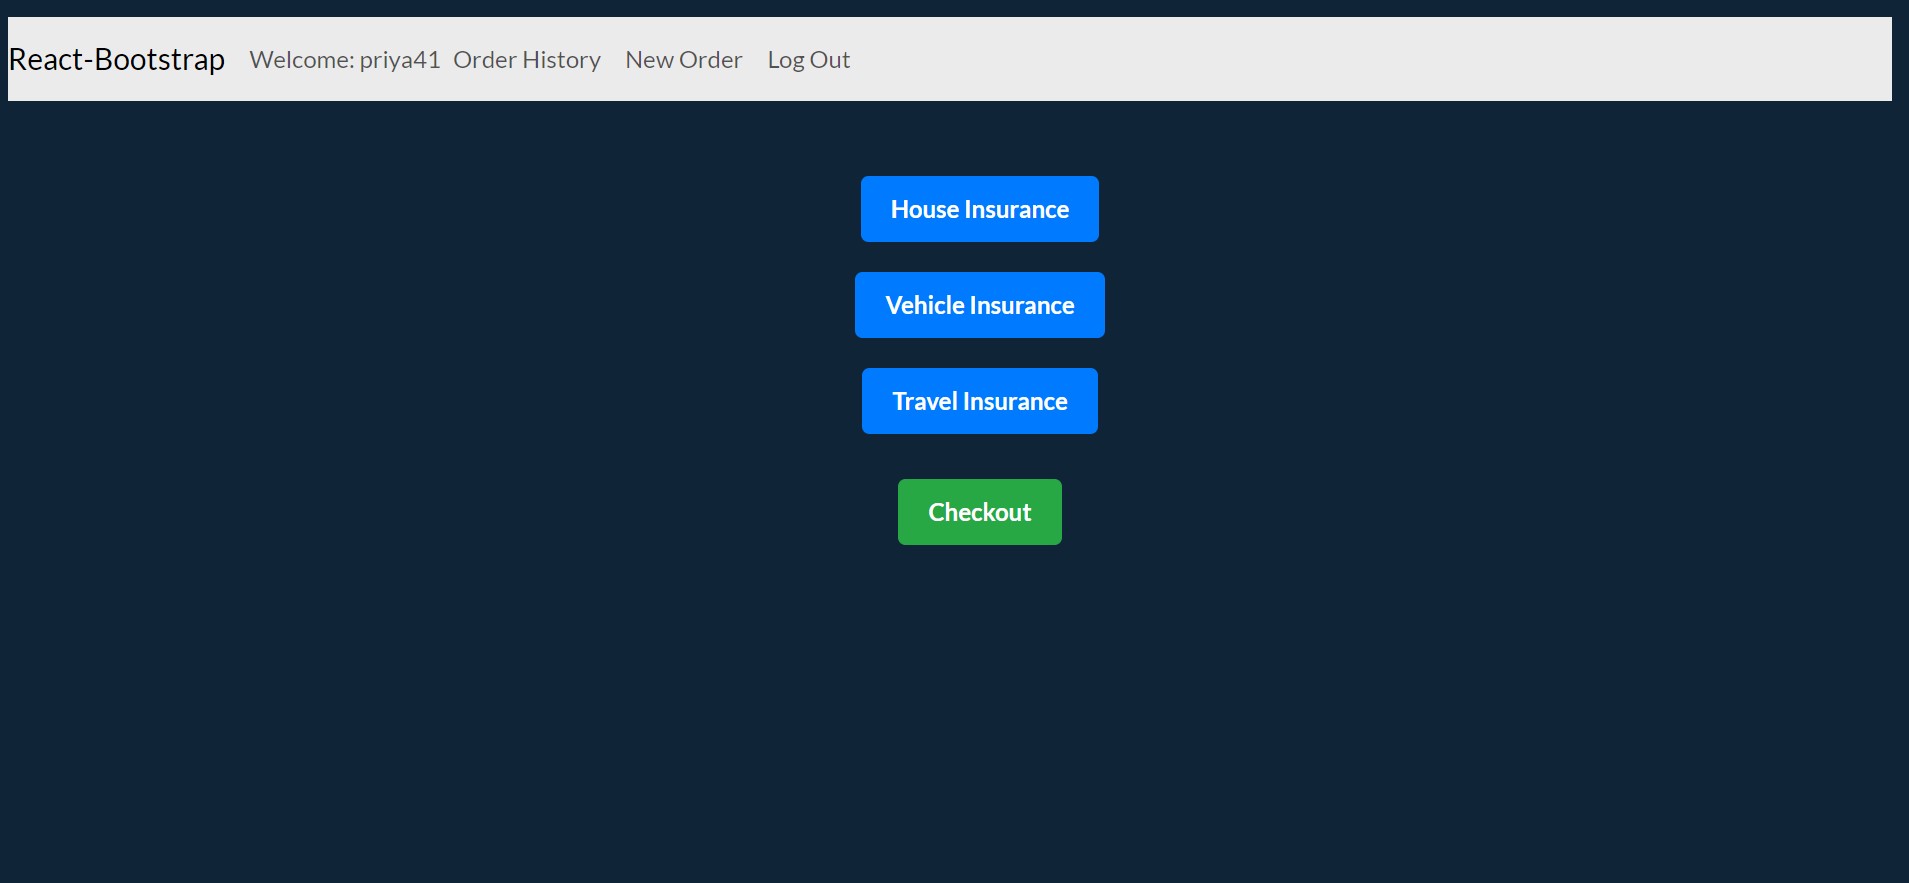 React-Bootstrap Welcome: priya41 Order History New Order Log Out
House Insurance
Vehicle Insurance
Travel Insurance
Checkout